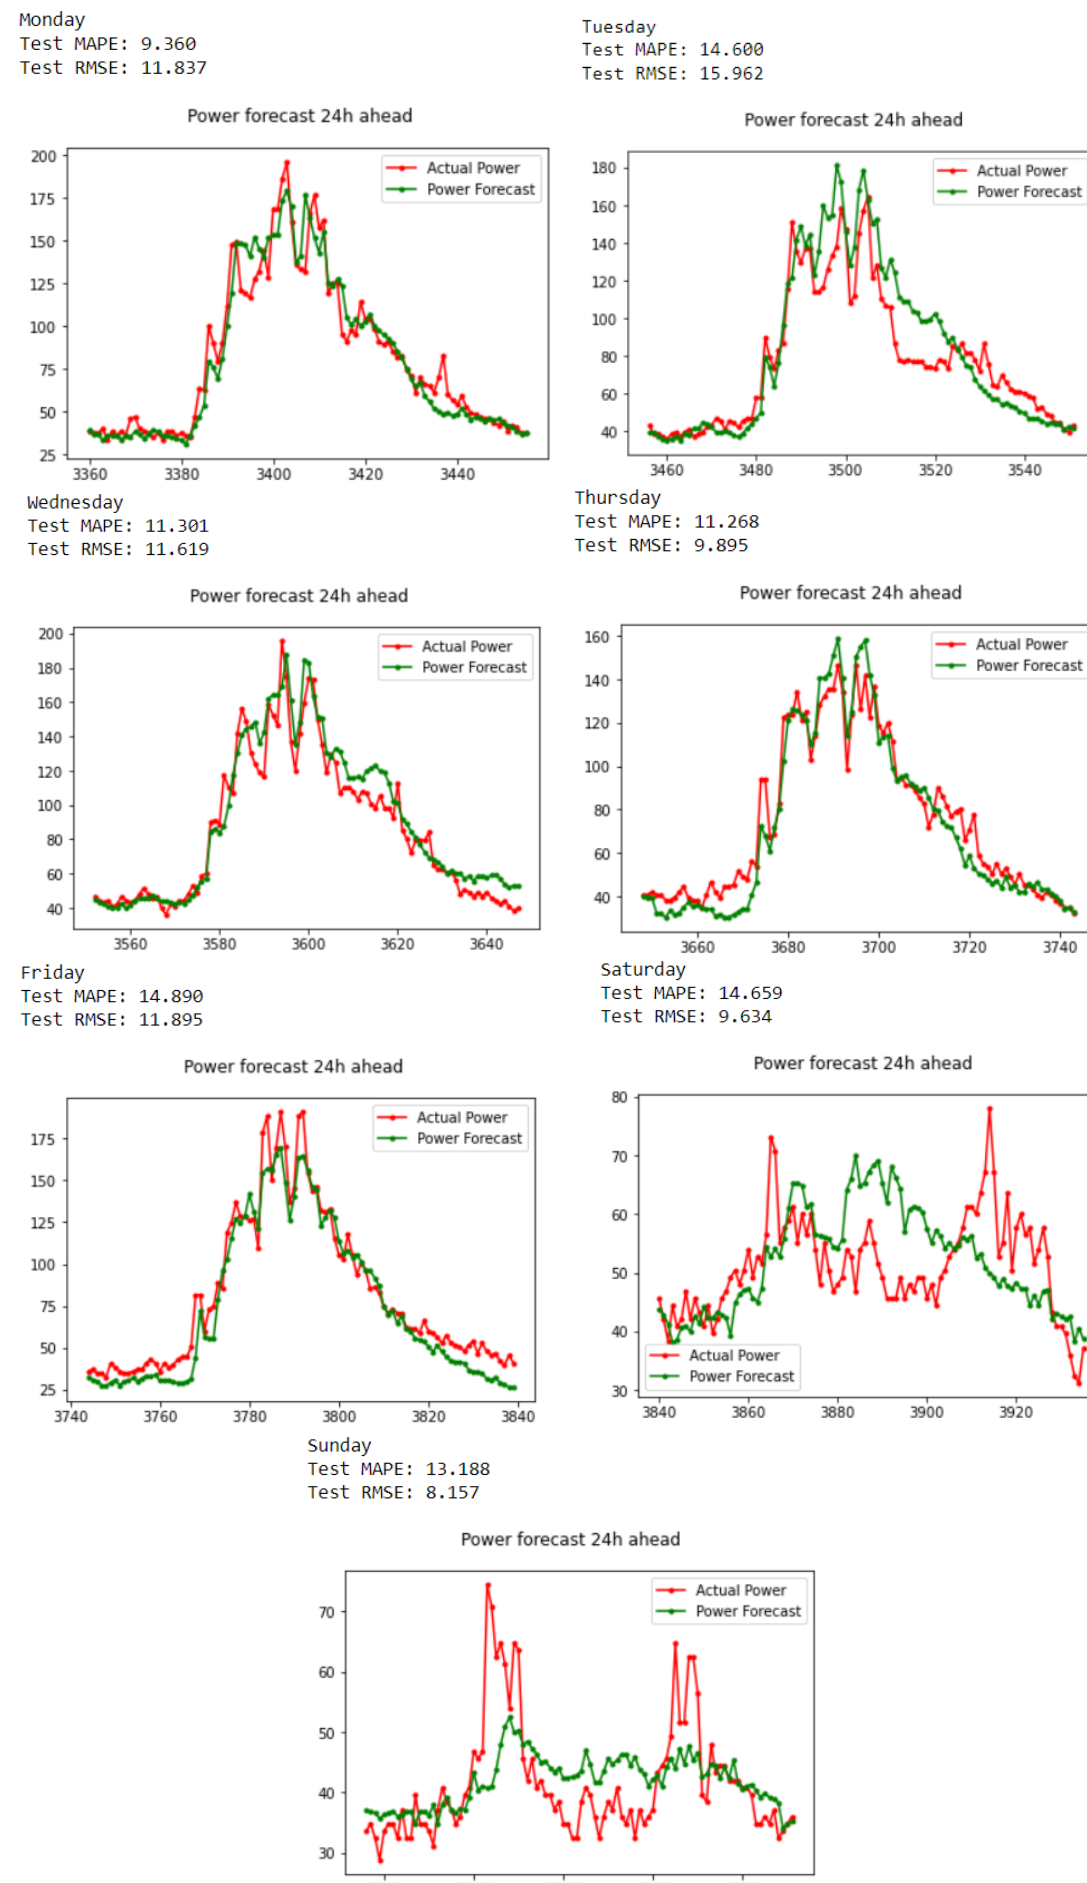 Monday
Test MAPE: 9.360
Test RMSE: 11.837
Power forecast 24h ahead
Actual Power
Power Forecast
200
175
150
125
100
75
50
25
3360 3380 3400 3420 3440
Tuesday
Test MAPE: 14.600
Test RMSE: 15.962
Power forecast 24h ahead
Actual Power
Power Forecast
180
160
140
120
100
80
60
40
3460 3480 3500 3520 3540
Wednesday
Test MAPE: 11.301
Test RMSE: 11.619
Power forecast 24h ahead
Actual Power
Power Forecast
200
180
160
140
120
100
80
60
40
3560 3580 3600 3620 3640
Thursday
Test MAPE: 11.268
Test RMSE: 9.895
Power forecast 24h ahead
Actual Power
Power Forecast
160
140
120
100
80
60
40
3660 3680 3700 3720 3740
Friday
Test MAPE: 14.890
Test RMSE: 11.895
Power forecast 24h ahead
Actual Power
Power Forecast
175
150
125
100
75
50
25
3740 3760 3780 3800 3820 3840
Saturday
Test MAPE: 14.659
Test RMSE: 9.634
Power forecast 24h ahead
80
70
60
50
40
30
Actual Power
Power Forecast
3840 3860 3880 3900 3920
Sunday
Test MAPE: 13.188
Test RMSE: 8.157
Power forecast 24h ahead
Actual Power
Power Forecast
70
60
50
40
30